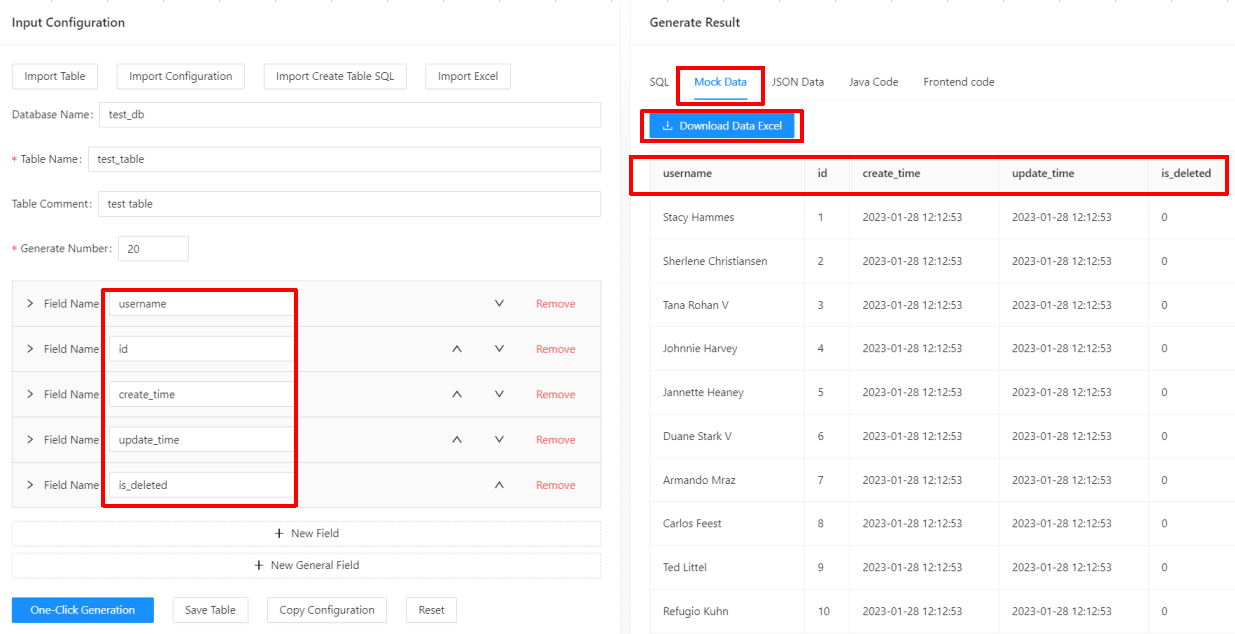 Input Configuration
Import Table Import Configuration Import Create Table SQL Import Excel
Database Name: test_db
* Table Name: test_table
Table Comment: test table
* Generate Number: 20
Field Name username Remove
Field Name id Remove
Field Name create_time Remove
Field Name update_time Remove
Field Name is_deleted Remove
+ New Field
+ New General Field
One-Click Generation Save Table Copy Configuration Reset
Generate Result
SQL Mock Data JSON Data Java Code Frontend code
Download Data Excel
username id create_time update_time is_deleted
Stacy Hammes 1 2023-01-28 12:12:53 2023-01-28 12:12:53 0
Sherlene Christiansen 2 2023-01-28 12:12:53 2023-01-28 12:12:53 0
Tana Rohan V 3 2023-01-28 12:12:53 2023-01-28 12:12:53 0
Johnnie Harvey 4 2023-01-28 12:12:53 2023-01-28 12:12:53 0
Jannette Heaney 5 2023-01-28 12:12:53 2023-01-28 12:12:53 0
Duane Stark V 6 2023-01-28 12:12:53 2023-01-28 12:12:53 0
Armando Mraz 7 2023-01-28 12:12:53 2023-01-28 12:12:53 0
Carlos Feest 8 2023-01-28 12:12:53 2023-01-28 12:12:53 0
Ted Littel 9 2023-01-28 12:12:53 2023-01-28 12:12:53 0
Refugio Kuhn 10 2023-01-28 12:12:53 2023-01-28 12:12:53 0